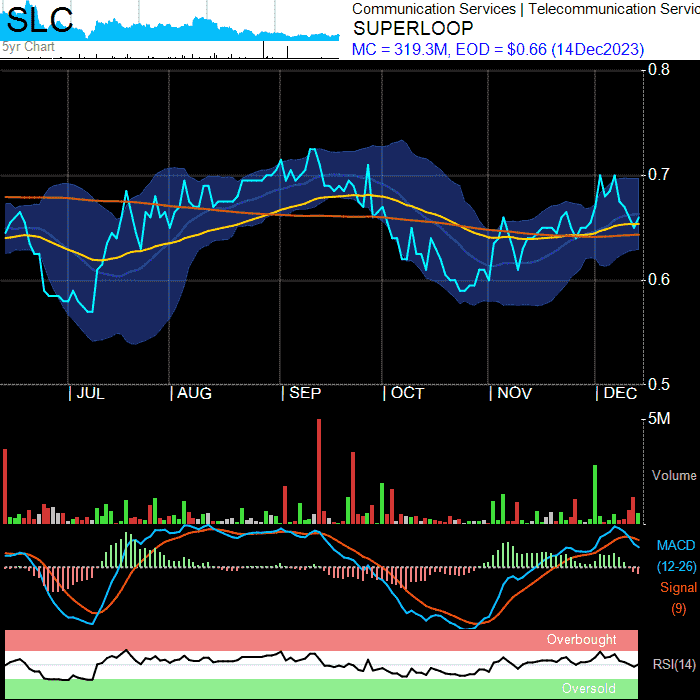 SLC
5yr Chart
Communication Services | Telecommunication Servic
SUPERLOOP
MC = 319.3M, EOD = $0.66 (14Dec2023)
0.8
0.7
0.6
0.5
JUL AUG SEP OCT NOV DEC
5M
Volume
MACD
(12-26)
Signal
(9)
Overbought
RSI(14)
Oversold